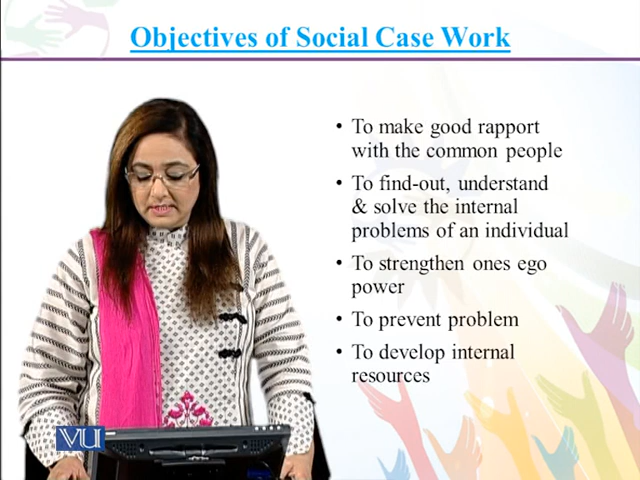 Objectives of Social Case Work
• To make good rapport
with the common people
• To find-out, understand
& solve the internal
problems of an individual
• To strengthen ones ego
power
• To prevent problem
• To develop internal
resources
VU